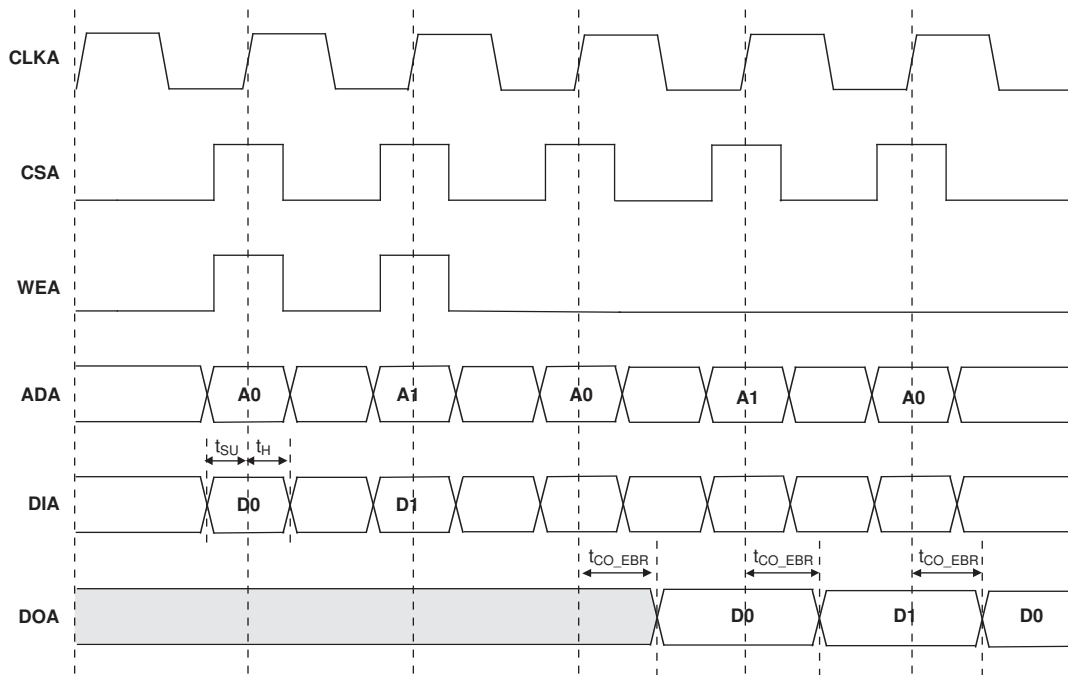 CLKA
CSA
WEA
ADA A0 A1 A0 A1 A0
tSU tH
DIA D0 D1
tCO_EBR tCO_EBR tCO_EBR
DOA D0 D1 D0